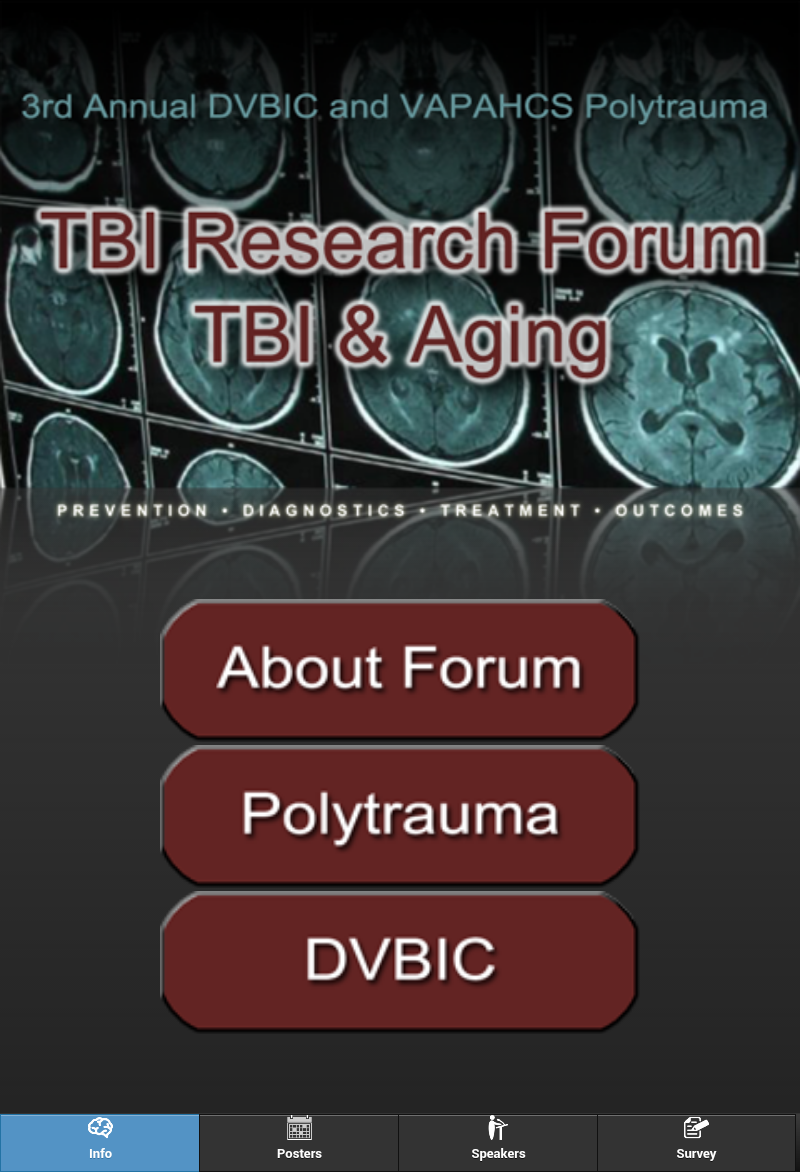 3rd Annual DVBIC and VAPAHCS Polytrauma
TBI Research Forum
TBI & Aging
PREVENTION • DIAGNOSTICS • TREATMENT • OUTCOMES
About Forum
Polytrauma
DVBIC
Info
Posters
Speakers
Survey